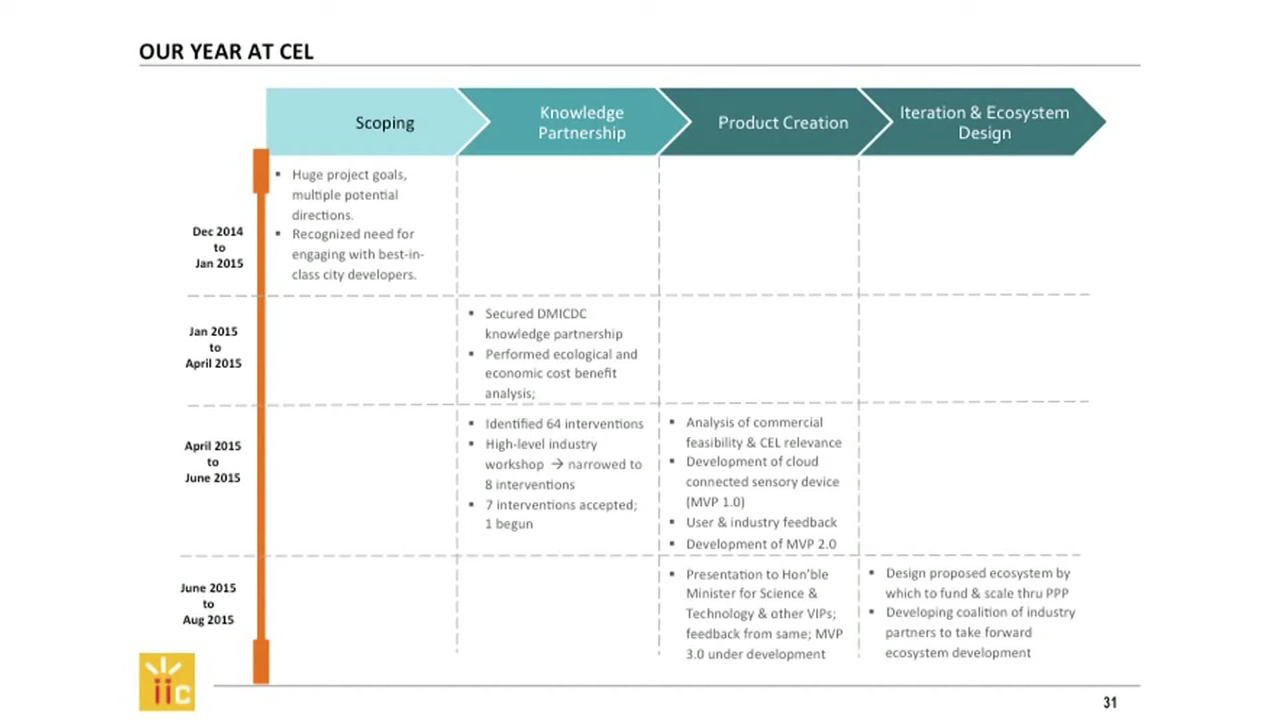 OUR YEAR AT CEL
Scoping
Knowledge
Partnership
Product Creation
Iteration & Ecosystem
Design
Dec 2014
to
Jan 2015
▪ Huge project goals,
multiple potential
directions.
▪ Recognized need for
engaging with best-in-
class city developers.
Jan 2015
to
April 2015
▪ Secured DMICDC
knowledge partnership
▪ Performed ecological and
economic cost benefit
analysis;
April 2015
to
June 2015
▪ Identified 64 interventions
▪ High-level industry
workshop → narrowed to
8 interventions
▪ 7 interventions accepted;
1 begun
▪ Analysis of commercial
feasibility & CEL relevance
▪ Development of cloud
connected sensory device
(MVP 1.0)
▪ User & industry feedback
▪ Development of MVP 2.0
June 2015
to
Aug 2015
▪ Presentation to Hon'ble
Minister for Science &
Technology & other VIPs;
feedback from same; MVP
3.0 under development
▪ Design proposed ecosystem by
which to fund & scale thru PPP
▪ Developing coalition of industry
partners to take forward
ecosystem development
iic
31